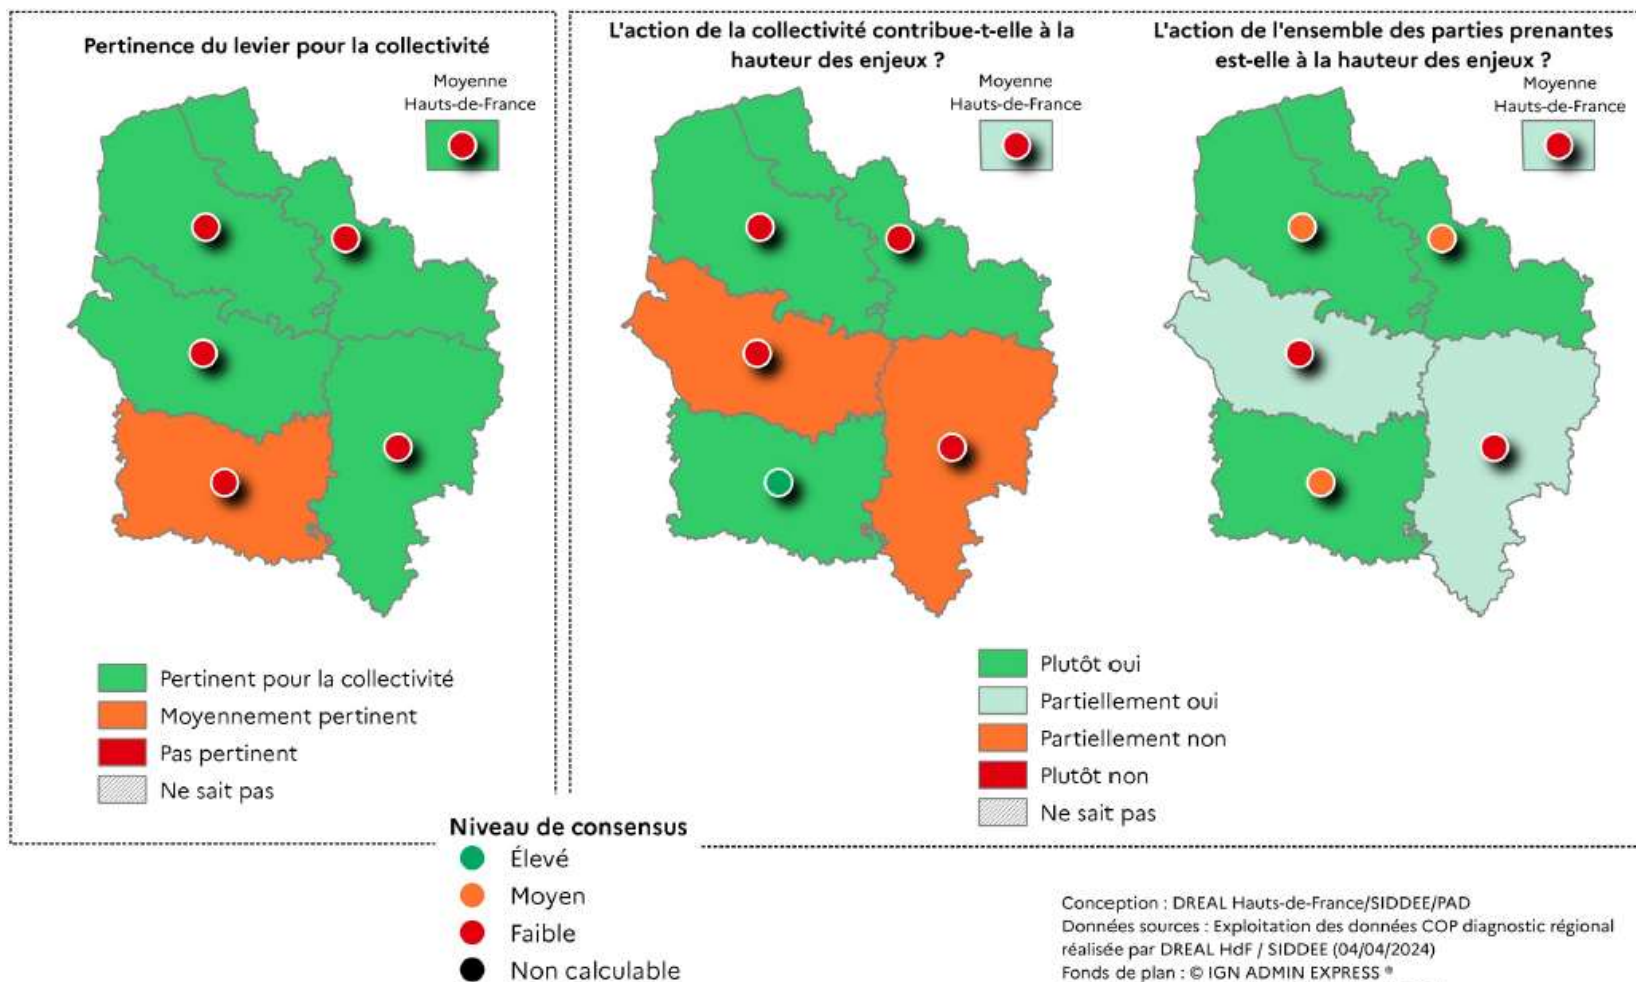 Pertinence du levier pour la collectivité
Moyenne
Hauts-de-France
L'action de la collectivité contribue-t-elle à la
hauteur des enjeux ?
Moyenne
Hauts-de-France
L'action de l'ensemble des parties prenantes
est-elle à la hauteur des enjeux ?
Moyenne
Hauts-de-France
Pertinent pour la collectivité
Moyennement pertinent
Pas pertinent
Ne sait pas
Plutôt oui
Partiellement oui
Partiellement non
Plutôt non
Ne sait pas
Niveau de consensus
Élevé
Moyen
Faible
Non calculable
Conception : DREAL Hauts-de-France/SIDDEE/PAD
Données sources : Exploitation des données COP diagnostic régional
réalisée par DREAL HdF / SIDDEE (04/04/2024)
Fonds de plan : © IGN ADMIN EXPRESS ®